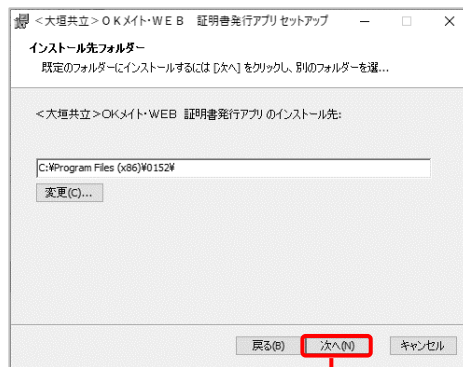 <大垣共立>OKメイト・WEB 証明書発行アプリ セットアップ
インストール先フォルダー
既定のフォルダーにインストールするには [次へ] をクリックし、別のフォルダーを選...
<大垣共立>OKメイト・WEB 証明書発行アプリ のインストール先:
C:¥Program Files (x86)¥0152¥
変更(C)...
戻る(B) 次へ(N) キャンセル